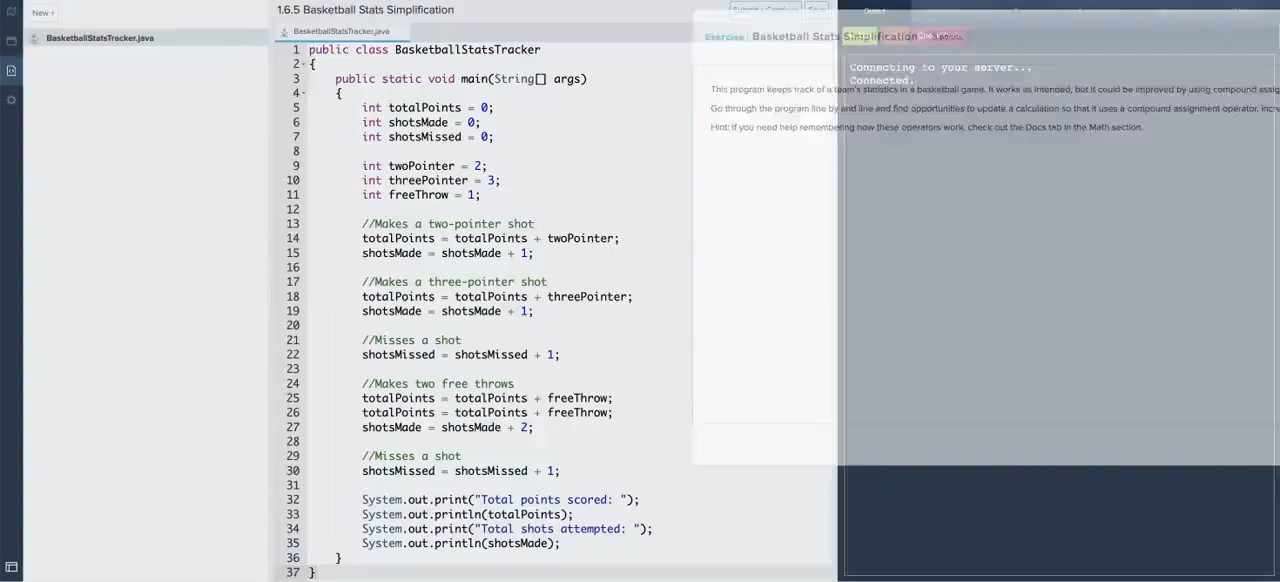 New +
BasketballStatsTracker.java
1.6.5 Basketball Stats Simplification
Submit + Continue
Save
BasketballStatsTracker.java
1 public class BasketballStatsTracker
2 {
3 public static void main(String[] args)
4 {
5 int totalPoints = 0;
6 int shotsMade = 0;
7 int shotsMissed = 0;
8
9 int twoPointer = 2;
10 int threePointer = 3;
11 int freeThrow = 1;
12
13 //Makes a two-pointer shot
14 totalPoints = totalPoints + twoPointer;
15 shotsMade = shotsMade + 1;
16
17 //Makes a three-pointer shot
18 totalPoints = totalPoints + threePointer;
19 shotsMade = shotsMade + 1;
20
21 //Misses a shot
22 shotsMissed = shotsMissed + 1;
23
24 //Makes two free throws
25 totalPoints = totalPoints + freeThrow;
26 totalPoints = totalPoints + freeThrow;
27 shotsMade = shotsMade + 2;
28
29 //Misses a shot
30 shotsMissed = shotsMissed + 1;
31
32 System.out.print("Total points scored: ");
33 System.out.println(totalPoints);
34 System.out.print("Total shots attempted: ");
35 System.out.println(shotsMade);
36 }
37 }
Exercise | Basketball Stats Simplification
5 points
Connecting to your server...
Connected.
This program keeps track of a team's statistics in a basketball game. It works as intended, but it could be improved by using compound assig
Go through the program line by and line and find opportunities to update a calculation so that it uses a compound assignment operator, incre
Hint: If you need help remembering how these operators work, check out the Docs tab in the Math section.